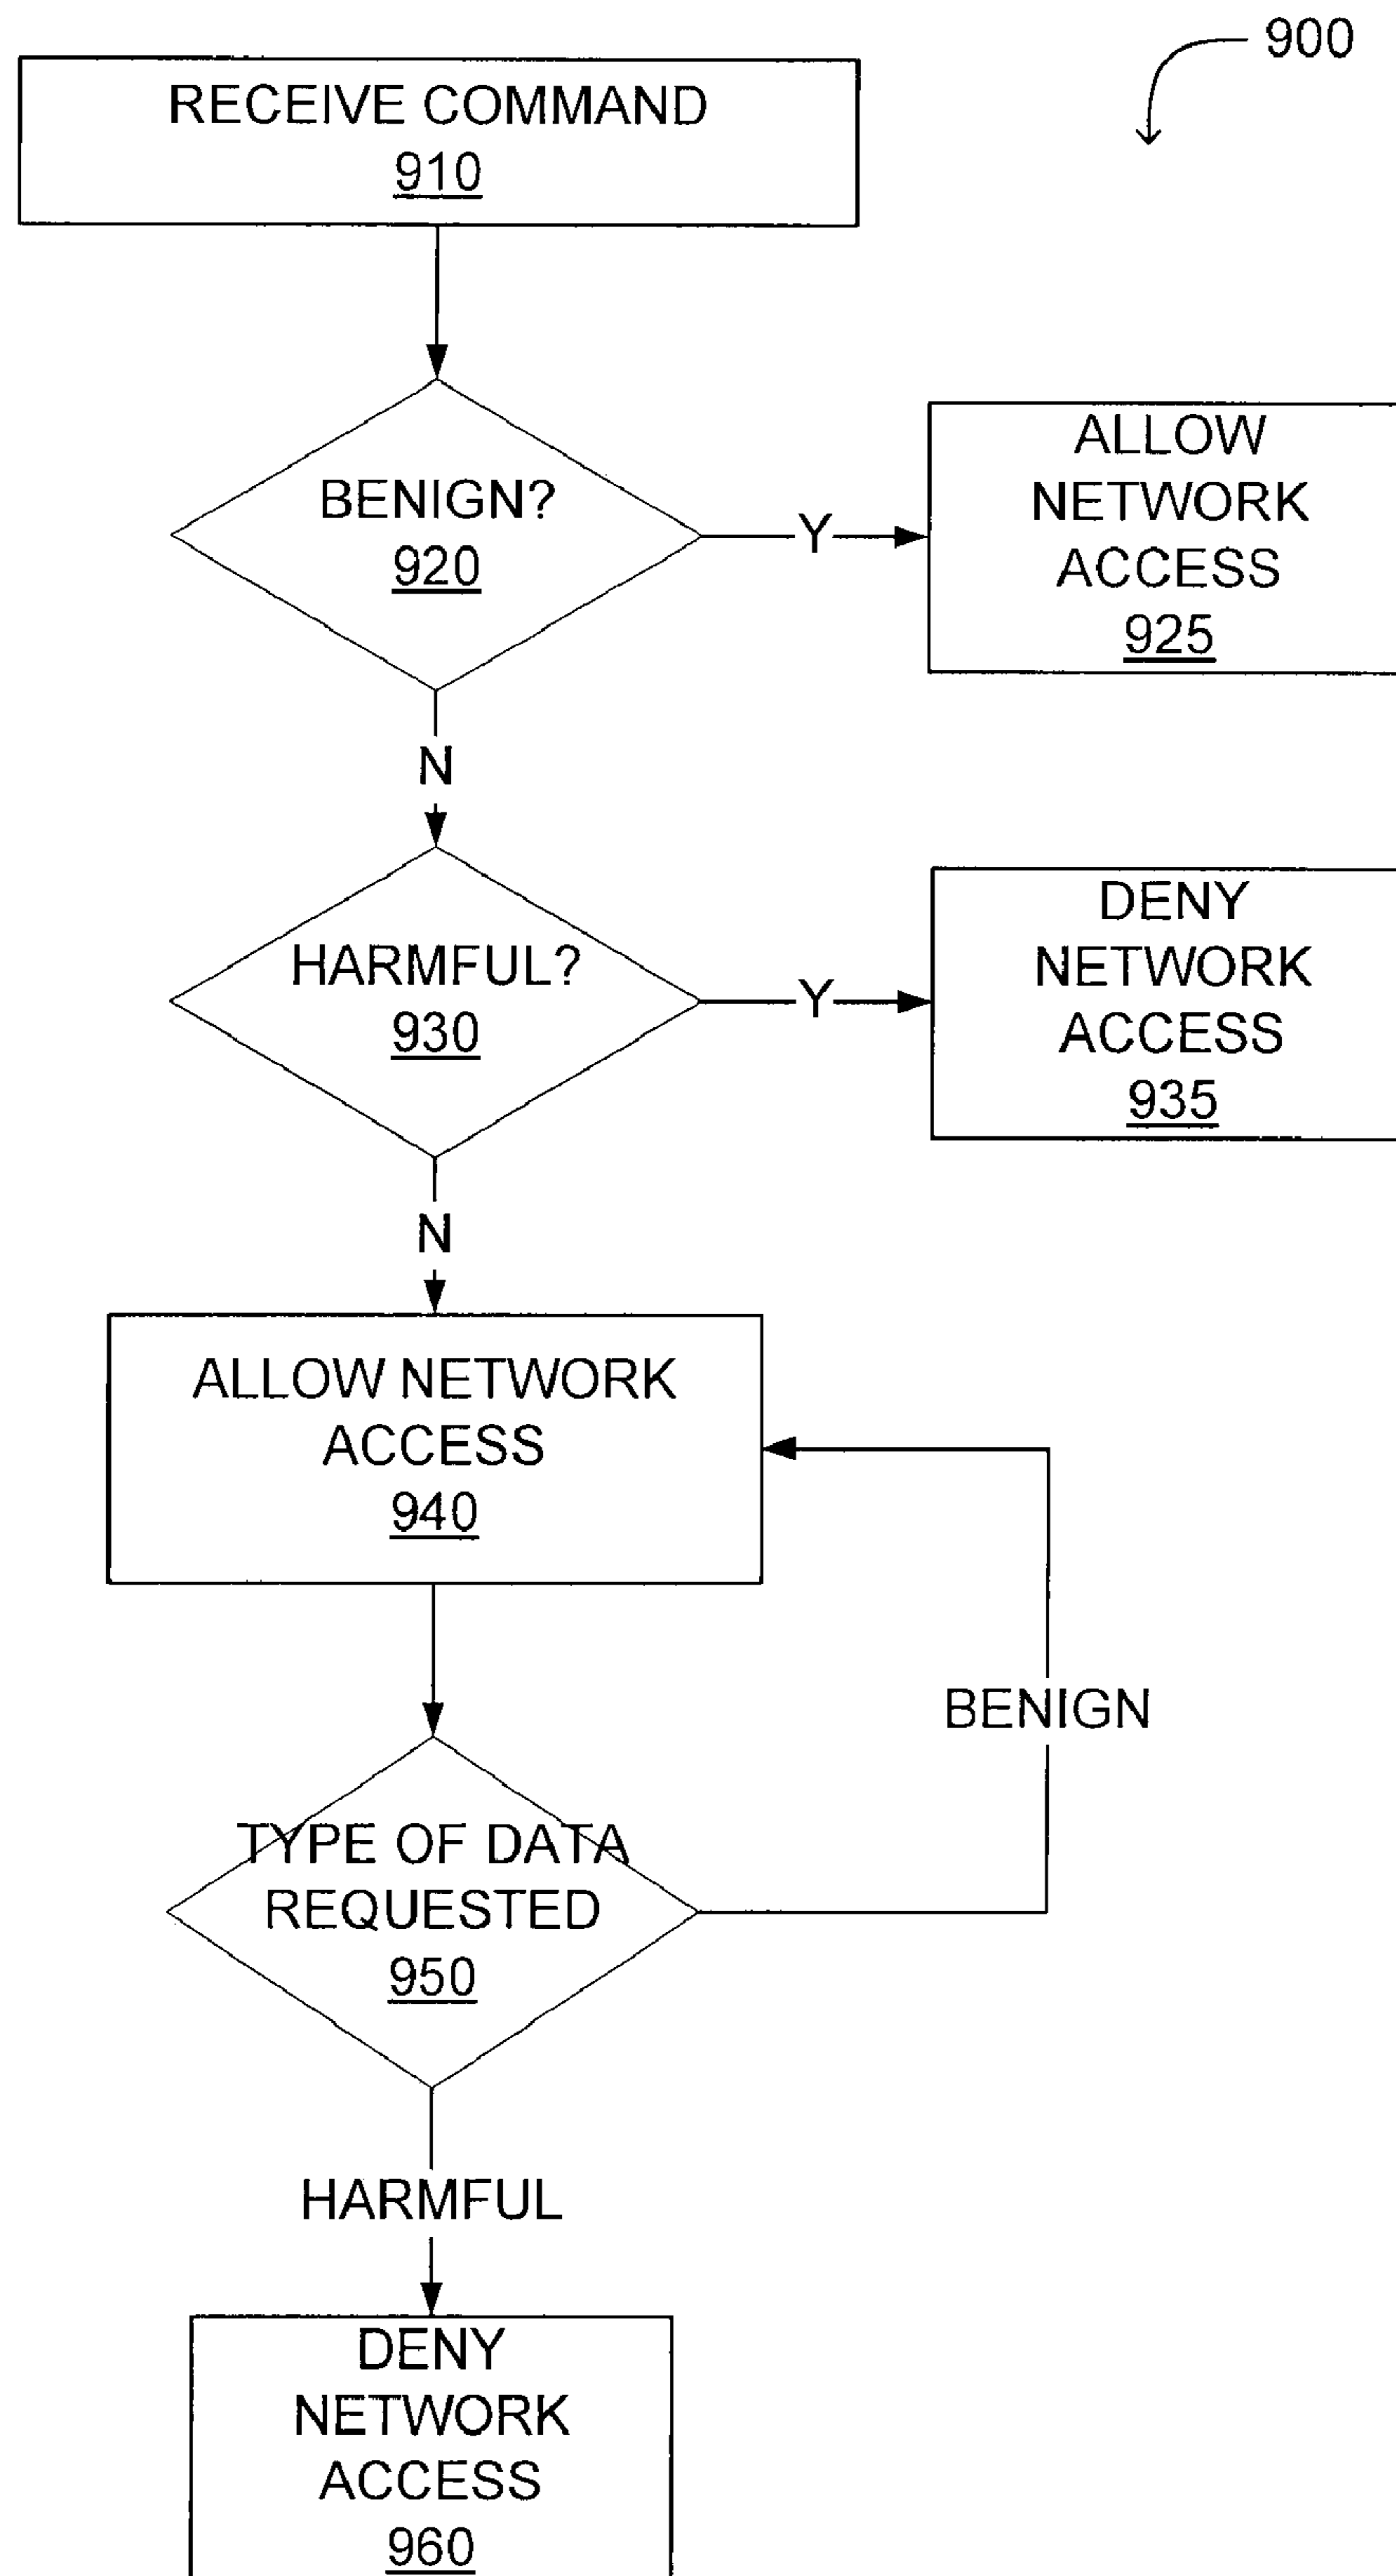 900
RECEIVE COMMAND
910
BENIGN?
920
Y
ALLOW
NETWORK
ACCESS
925
N
HARMFUL?
930
Y
DENY
NETWORK
ACCESS
935
N
ALLOW NETWORK
ACCESS
940
BENIGN
TYPE OF DATA
REQUESTED
950
HARMFUL
DENY
NETWORK
ACCESS
960